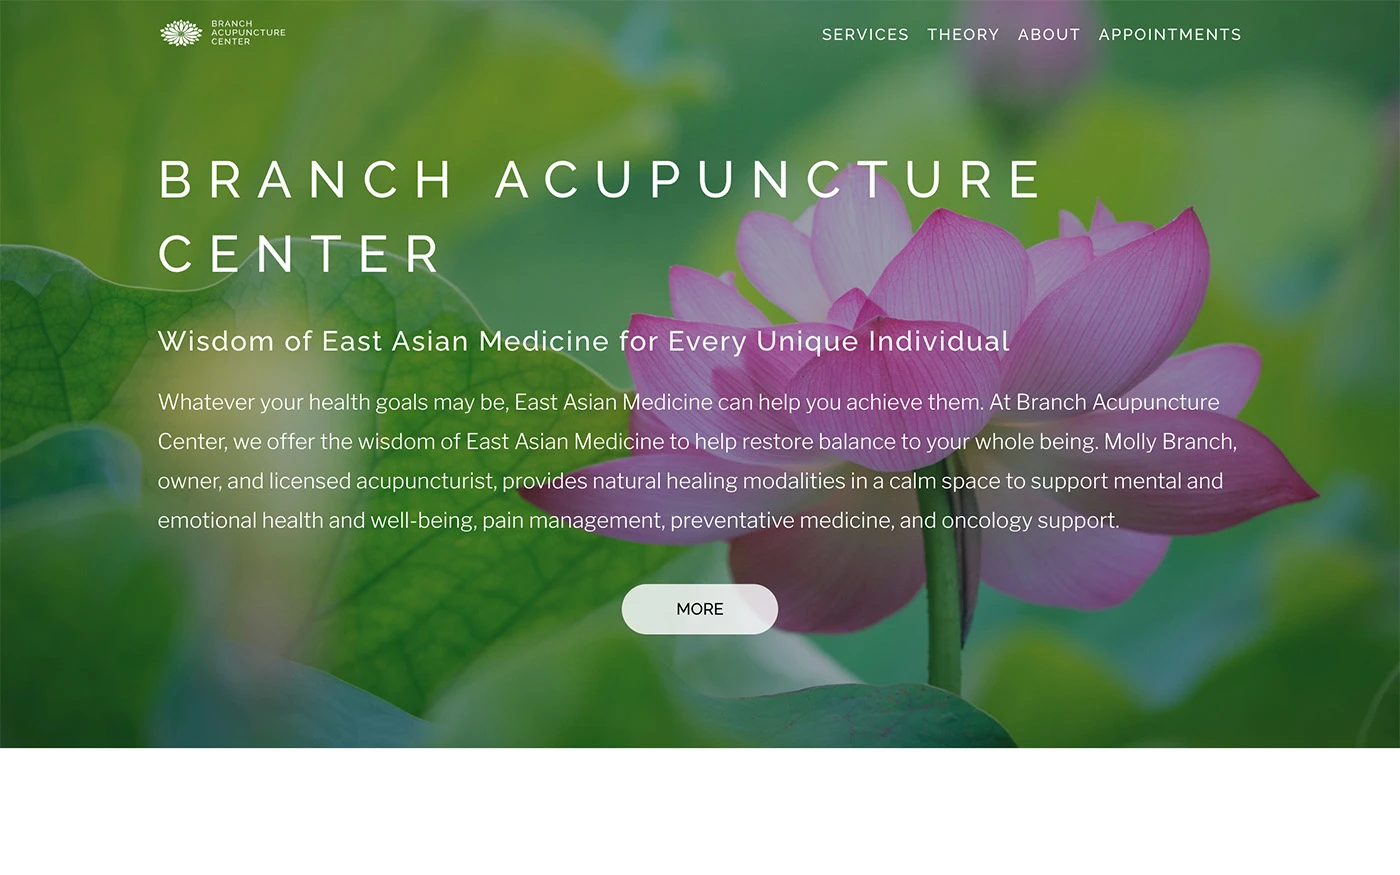 BRANCH
ACUPUNCTURE
CENTER
SERVICES THEORY ABOUT APPOINTMENTS
BRANCH ACUPUNCTURE
CENTER
Wisdom of East Asian Medicine for Every Unique Individual
Whatever your health goals may be, East Asian Medicine can help you achieve them. At Branch Acupuncture
Center, we offer the wisdom of East Asian Medicine to help restore balance to your whole being. Molly Branch,
owner, and licensed acupuncturist, provides natural healing modalities in a calm space to support mental and
emotional health and well-being, pain management, preventative medicine, and oncology support.
MORE